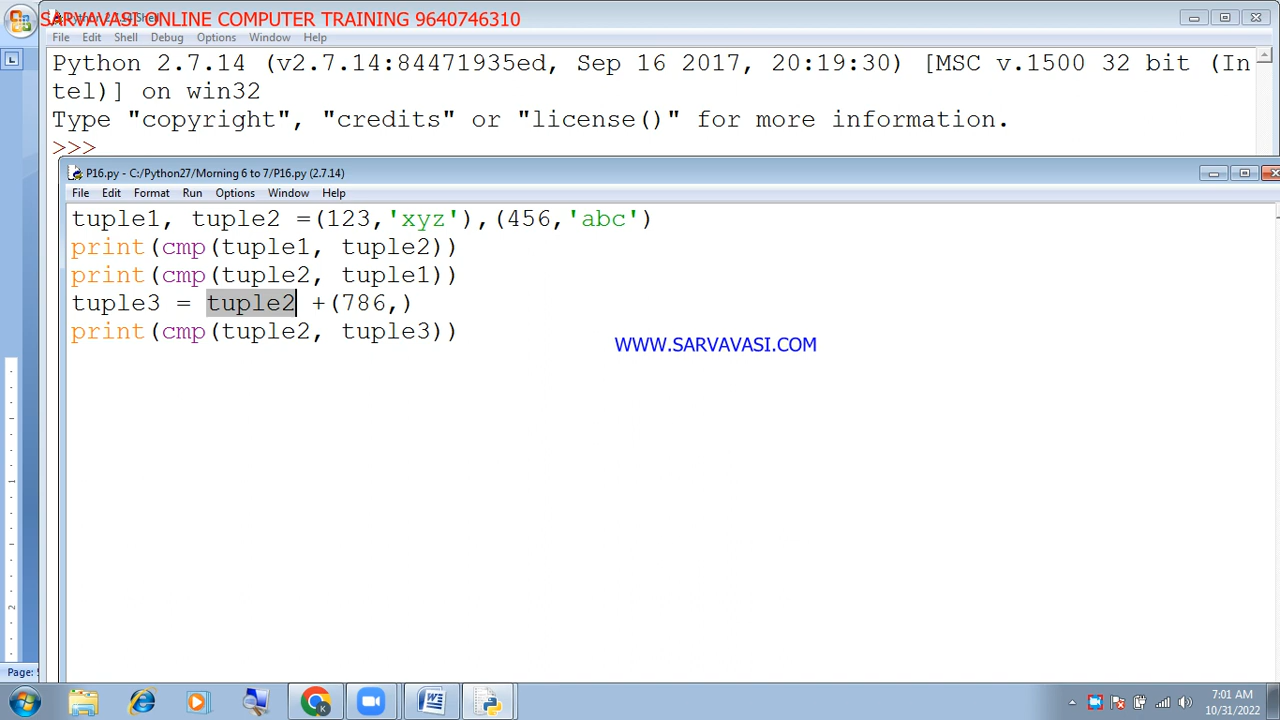 SARVAVASI ONLINE COMPUTER TRAINING 9640746310
File Edit Shell Debug Options Window Help
Python 2.7.14 (v2.7.14:84471935ed, Sep 16 2017, 20:19:30) [MSC v.1500 32 bit (In
tel)] on win32
Type "copyright", "credits" or "license()" for more information.
>>>
P16.py - C:/Python27/Morning 6 to 7/P16.py (2.7.14)
File Edit Format Run Options Window Help
tuple1, tuple2 =(123,'xyz'),(456,'abc')
print(cmp(tuple1, tuple2))
print(cmp(tuple2, tuple1))
tuple3 = tuple2 +(786,)
print(cmp(tuple2, tuple3))
WWW.SARVAVASI.COM
Page:
7:01 AM
10/31/2022